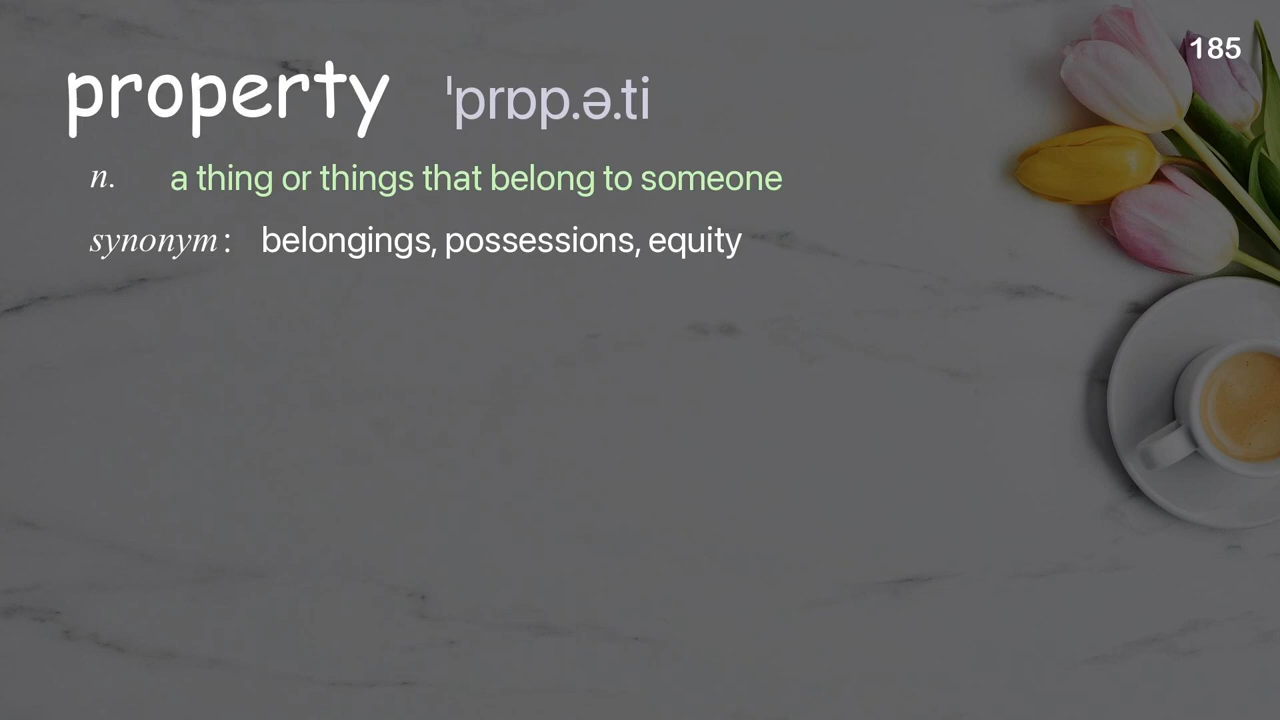 185
property ˈprɒp.ə.ti
n. a thing or things that belong to someone
synonym: belongings, possessions, equity